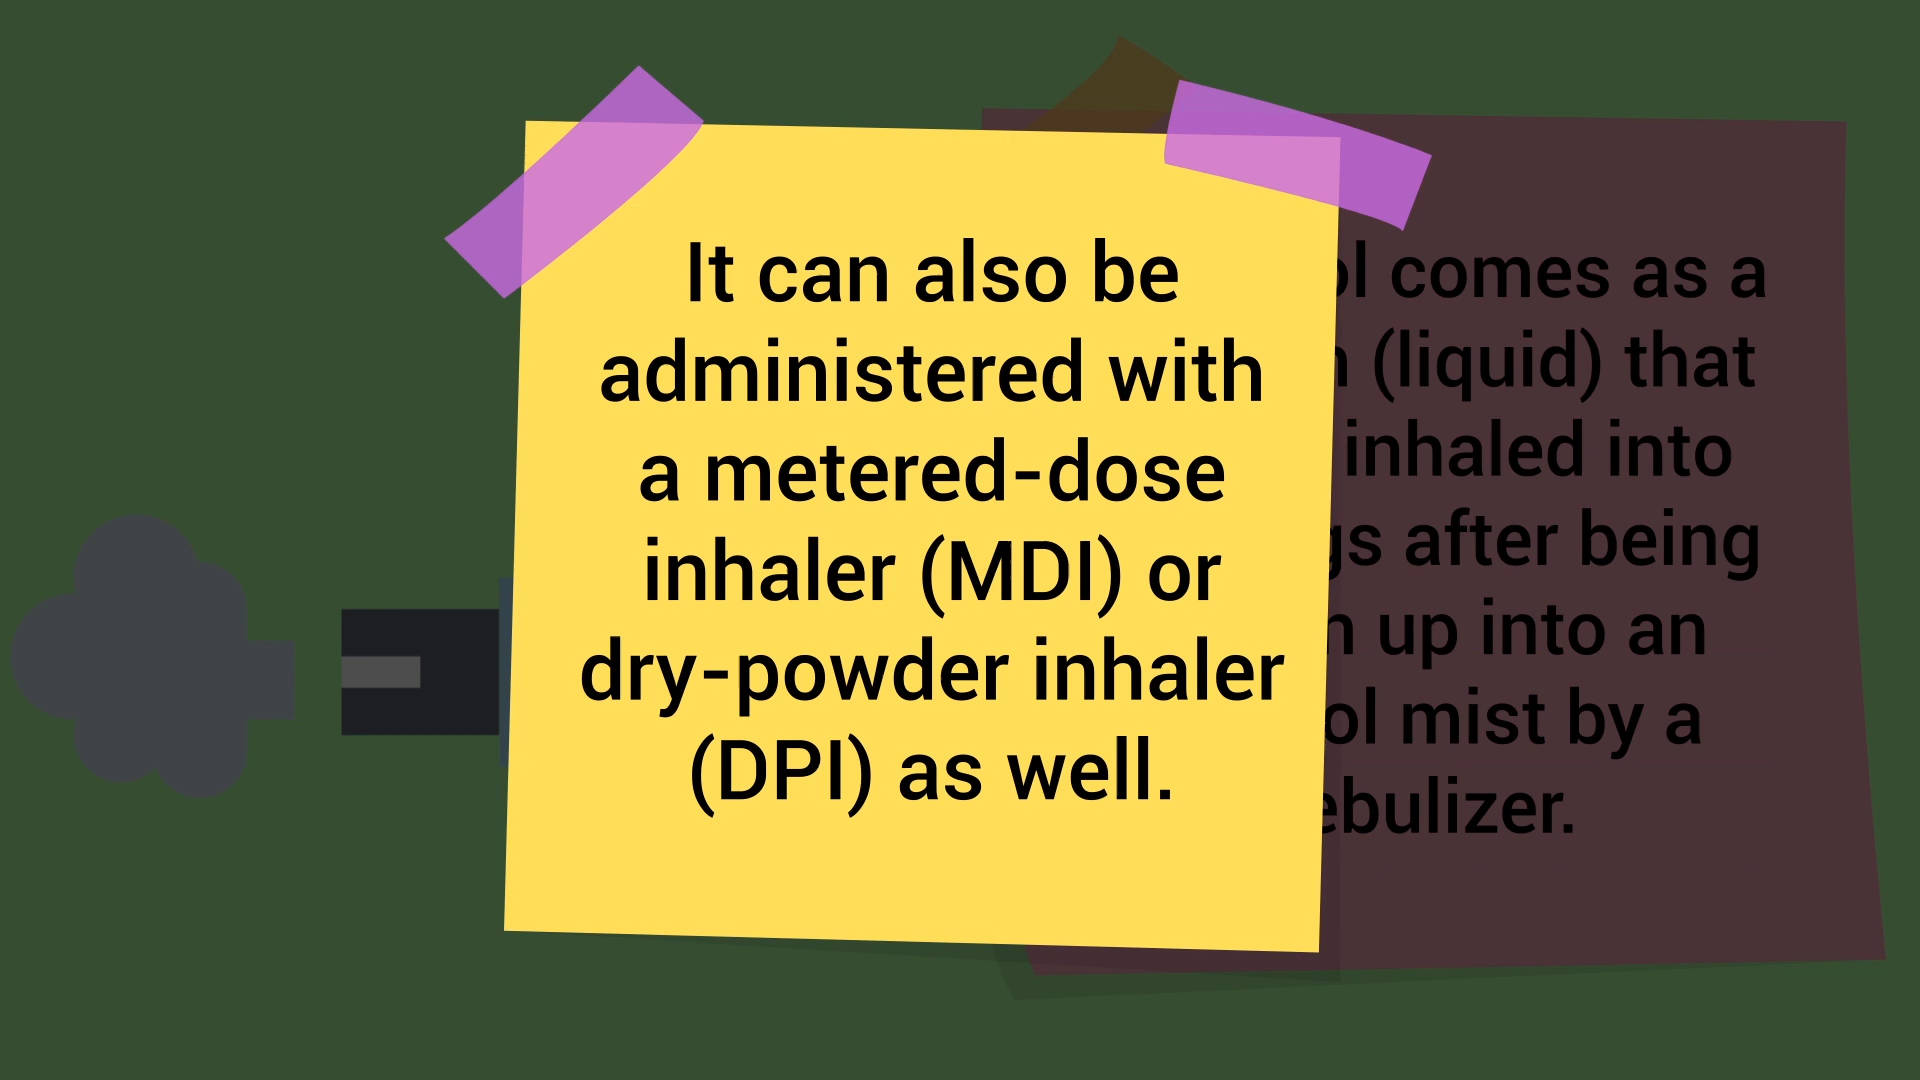 It can also be
administered with
a metered-dose
inhaler (MDI) or
dry-powder inhaler
(DPI) as well.
comes as a
(liquid) that
inhaled into
after being
up into an
mist by a